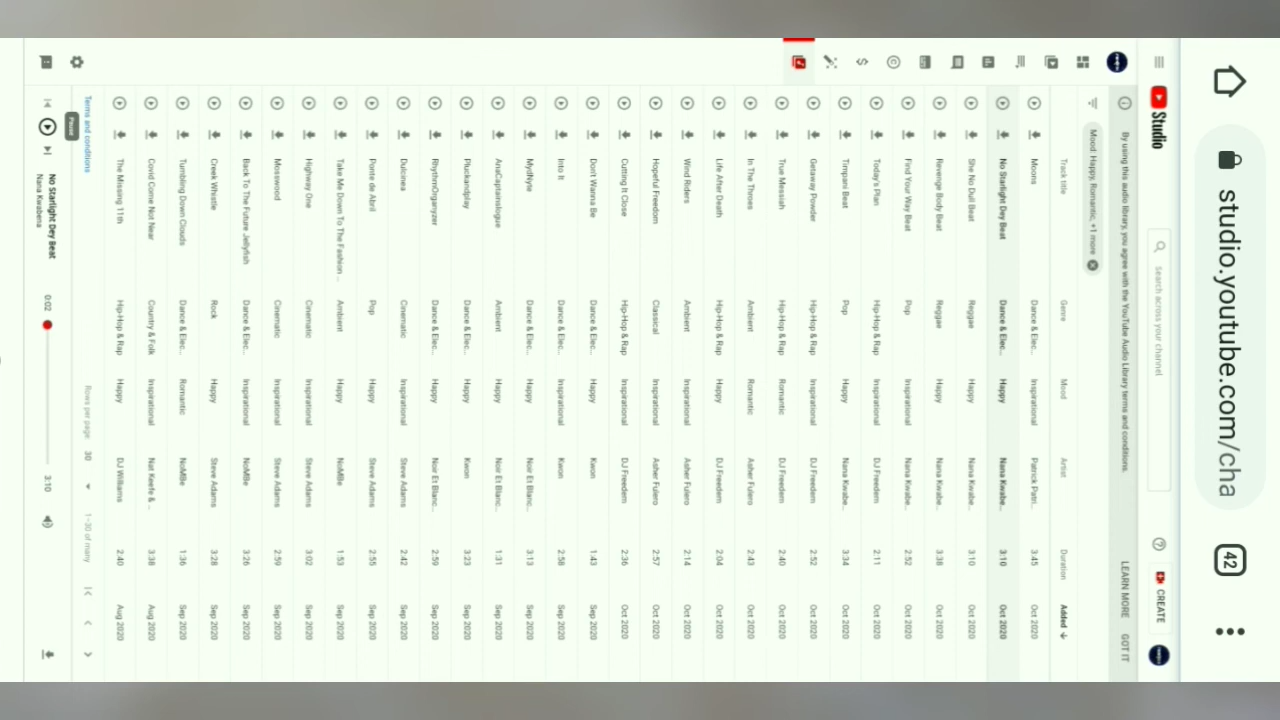 studio.youtube.com/cha
42
Studio
Search across your channel
CREATE
By using this audio library, you agree with the YouTube Audio Library terms and conditions.
LEARN MORE
GOT IT
Mood: Happy, Romantic, +1 more
Track title Genre Mood Artist Duration Added
Moons Dance & Elec... Inspirational Patrick Patri... 3:45 Oct 2020
No Starlight Dey Beat Dance & Elec... Happy Nana Kwabe... 3:10 Oct 2020
She No Dull Beat Reggae Happy Nana Kwabe... 3:10 Oct 2020
Revenge Body Beat Reggae Happy Nana Kwabe... 3:38 Oct 2020
Find Your Way Beat Pop Inspirational Nana Kwabe... 2:52 Oct 2020
Today's Plan Hip-Hop & Rap Inspirational DJ Freedem 2:11 Oct 2020
Timpani Beat Pop Happy Nana Kwabe... 3:34 Oct 2020
Getaway Powder Hip-Hop & Rap Inspirational DJ Freedem 2:52 Oct 2020
True Messiah Hip-Hop & Rap Romantic DJ Freedem 2:40 Oct 2020
In The Throes Ambient Romantic Asher Fulero 2:43 Oct 2020
Life After Death Hip-Hop & Rap Happy DJ Freedem 2:04 Oct 2020
Wind Riders Ambient Inspirational Asher Fulero 2:14 Oct 2020
Hopeful Freedom Classical Inspirational Asher Fulero 2:57 Oct 2020
Cutting It Close Hip-Hop & Rap Inspirational DJ Freedem 2:36 Oct 2020
Don't Wanna Be Dance & Elec... Happy Kwon 1:43 Sep 2020
Into It Dance & Elec... Inspirational Kwon 2:58 Sep 2020
MydNyte Dance & Elec... Happy Noir Et Blanc... 3:13 Sep 2020
AnaCaptainslogue Ambient Happy Noir Et Blanc... 1:31 Sep 2020
Pluckandplay Dance & Elec... Happy Kwon 3:23 Sep 2020
RhythmOrganyzer Dance & Elec... Happy Noir Et Blanc... 2:59 Sep 2020
Dulcinea Cinematic Inspirational Steve Adams 2:42 Sep 2020
Ponte de Abril Pop Happy Steve Adams 2:55 Sep 2020
Take Me Down To The Fashion ... Ambient Happy NoMBe 1:53 Sep 2020
Highway One Cinematic Inspirational Steve Adams 3:02 Sep 2020
Mosswood Cinematic Inspirational Steve Adams 2:59 Sep 2020
Back To The Future Jellyfish Dance & Elec... Inspirational NoMBe 3:26 Sep 2020
Creek Whistle Rock Happy Steve Adams 3:28 Sep 2020
Tumbling Down Clouds Dance & Elec... Romantic NoMBe 1:36 Sep 2020
Covid Come Not Near Country & Folk Inspirational Nat Keefe & ... 3:38 Aug 2020
The Missing 11th Hip-Hop & Rap Happy DJ Williams 2:40 Aug 2020
Terms and conditions
Rows per page: 30
1–30 of many
Pause
No Starlight Dey Beat
Nana Kwabena
0:02
3:10